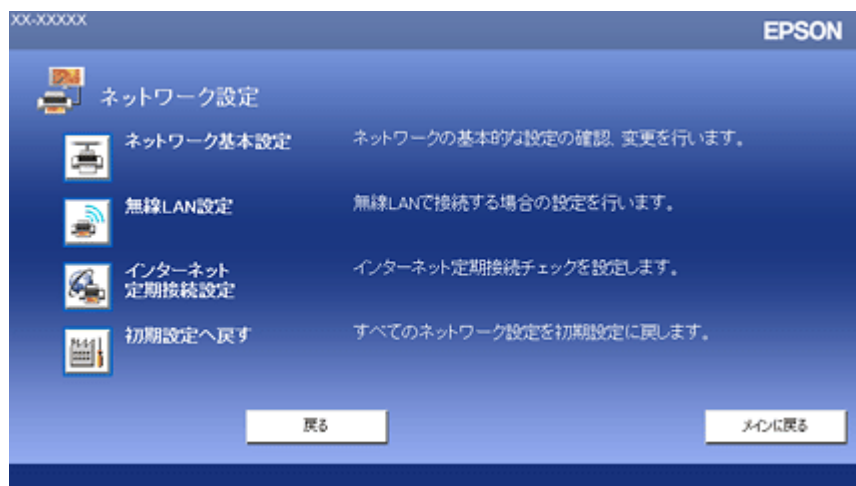 XX-XXXXX
EPSON
ネットワーク設定
ネットワーク基本設定
ネットワークの基本的な設定の確認、変更を行います。
無線LAN設定
無線LANで接続する場合の設定を行います。
インターネット
定期接続設定
インターネット定期接続チェックを設定します。
初期設定へ戻す
すべてのネットワーク設定を初期設定に戻します。
戻る
メインに戻る